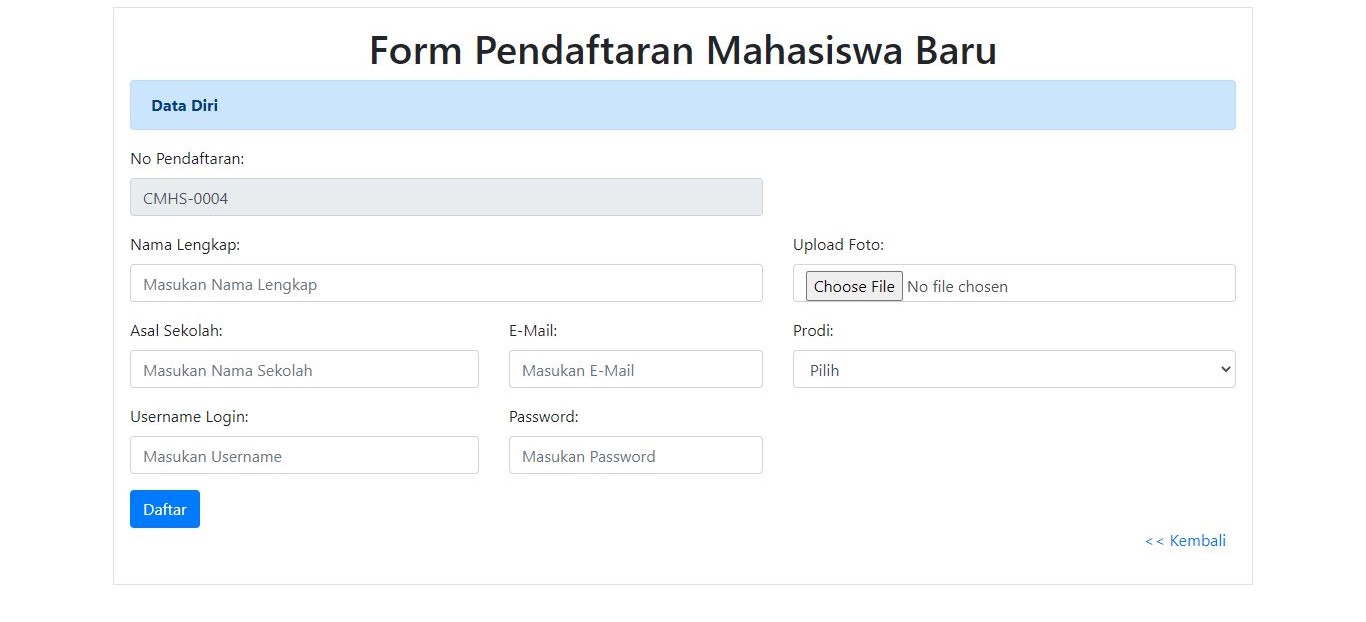 Form Pendaftaran Mahasiswa Baru
Data Diri
No Pendaftaran:
CMHS-0004
Nama Lengkap:
Upload Foto:
Masukan Nama Lengkap
Choose File No file chosen
Asal Sekolah:
E-Mail:
Prodi:
Masukan Nama Sekolah
Masukan E-Mail
Pilih
Username Login:
Password:
Masukan Username
Masukan Password
Daftar
<< Kembali